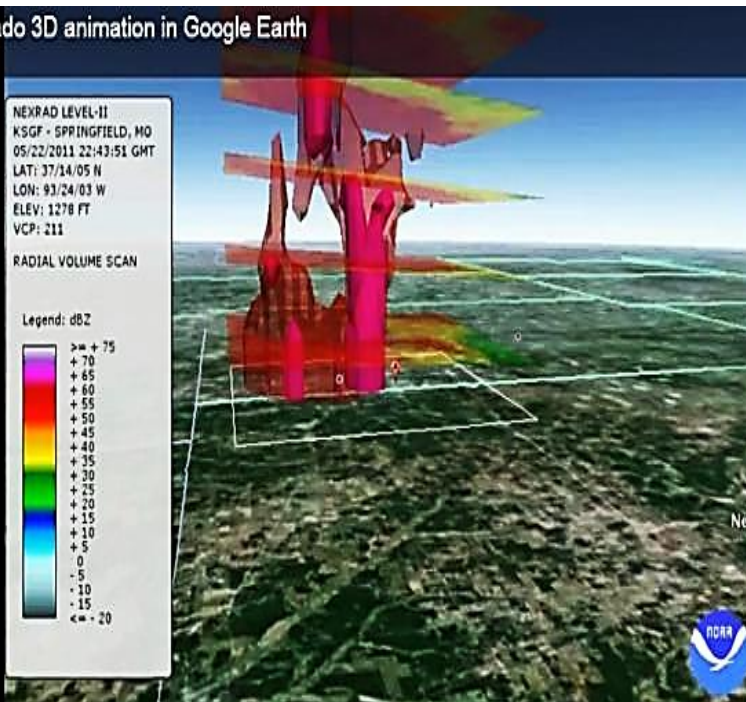 ado 3D animation in Google Earth
NEXRAD LEVEL-II
KSGF - SPRINGFIELD, MO
05/22/2011 22:43:51 GMT
LAT: 37/14/05 N
LON: 93/24/03 W
ELEV: 1278 FT
VCP: 211
RADIAL VOLUME SCAN
Legend: dBZ
>= + 75
+ 70
+ 65
+ 60
+ 55
+ 50
+ 45
+ 40
+ 35
+ 30
+ 25
+ 20
+ 15
+ 10
+ 5
0
- 5
- 10
- 15
<= - 20
Ne
noaa